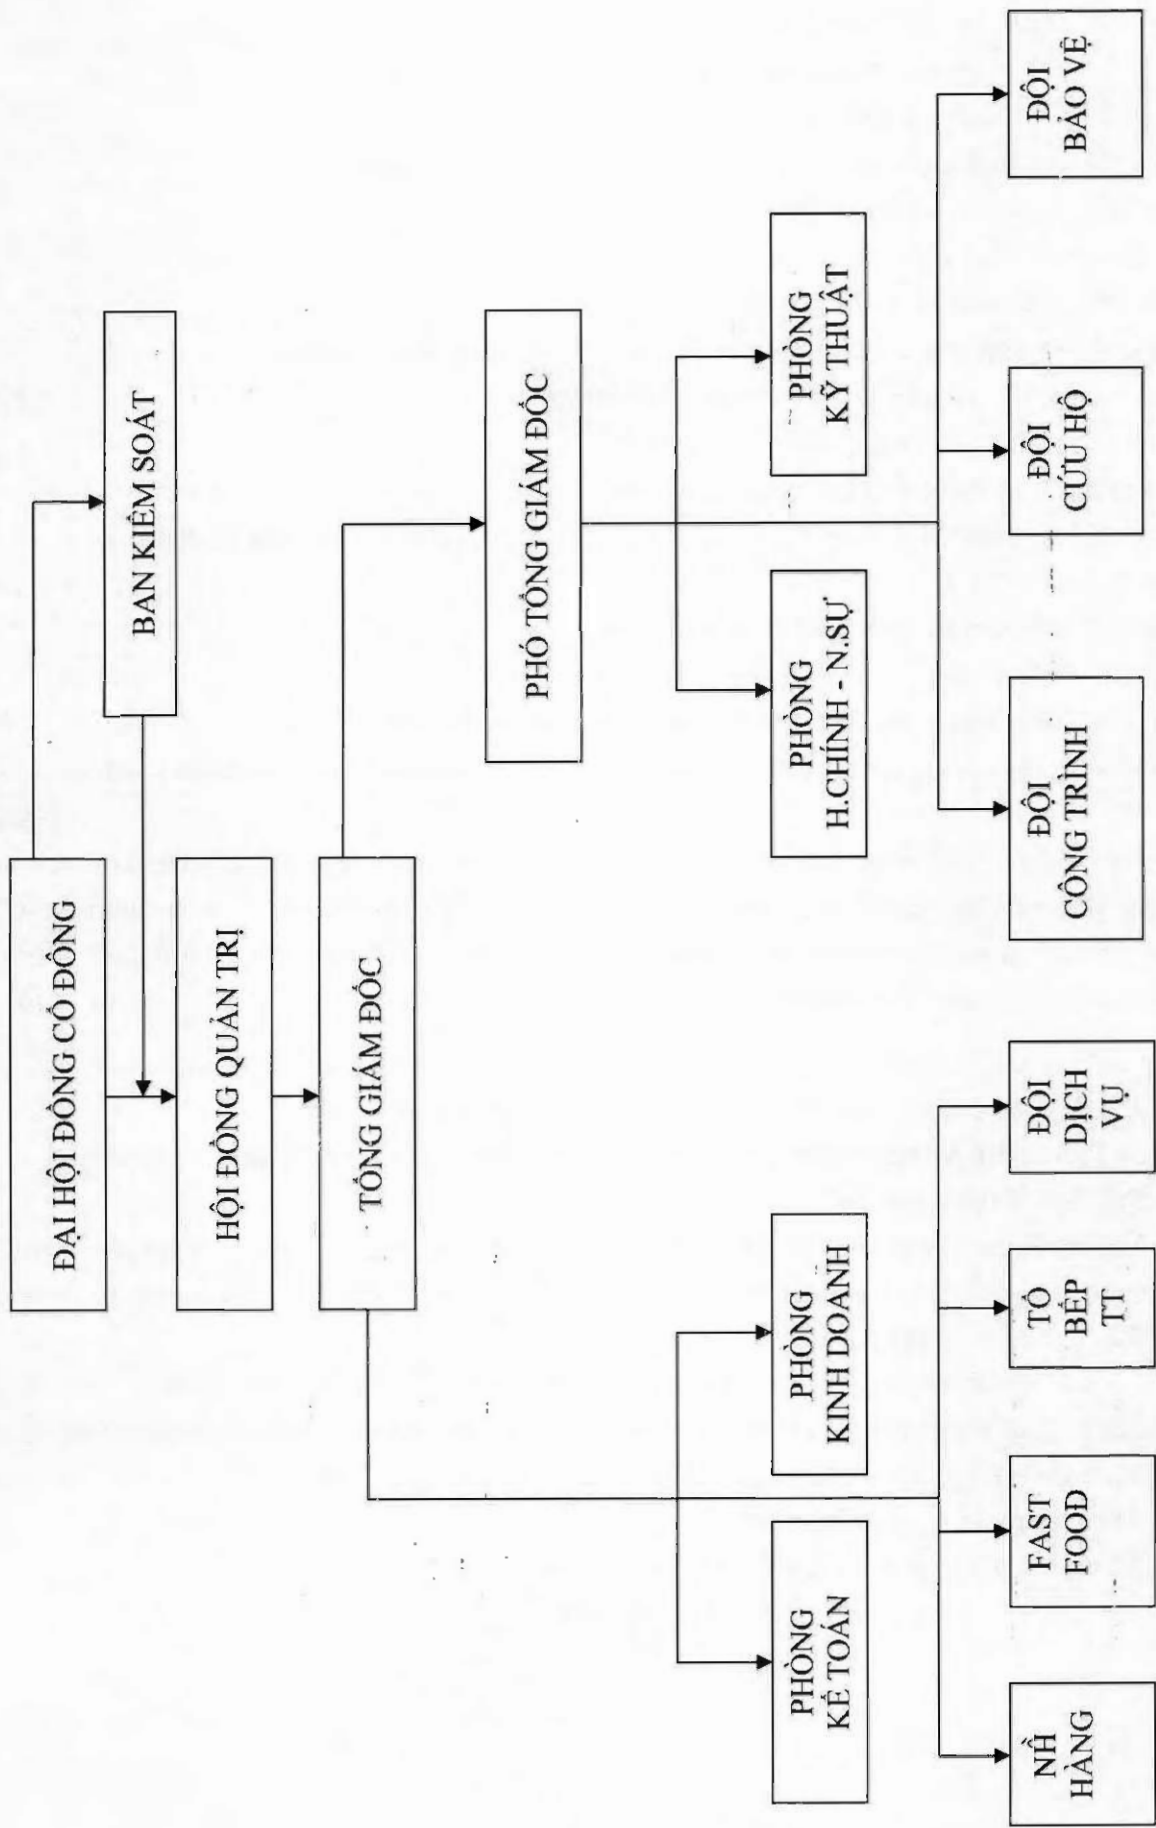 ĐẠI HỘI ĐỒNG CỔ ĐÔNG
BAN KIỂM SOÁT
HỘI ĐỒNG QUẢN TRỊ
TỔNG GIÁM ĐỐC
PHÓ TỔNG GIÁM ĐỐC
PHÒNG
KẾ TOÁN
PHÒNG
KINH DOANH
PHÒNG
H.CHÍNH - N.SỰ
PHÒNG
KỸ THUẬT
NHÀ
HÀNG
FAST
FOOD
TỔ
BẾP
TT
ĐỘI
DỊCH
VỤ
ĐỘI
CÔNG TRÌNH
ĐỘI
CỨU HỘ
ĐỘI
BẢO VỆ